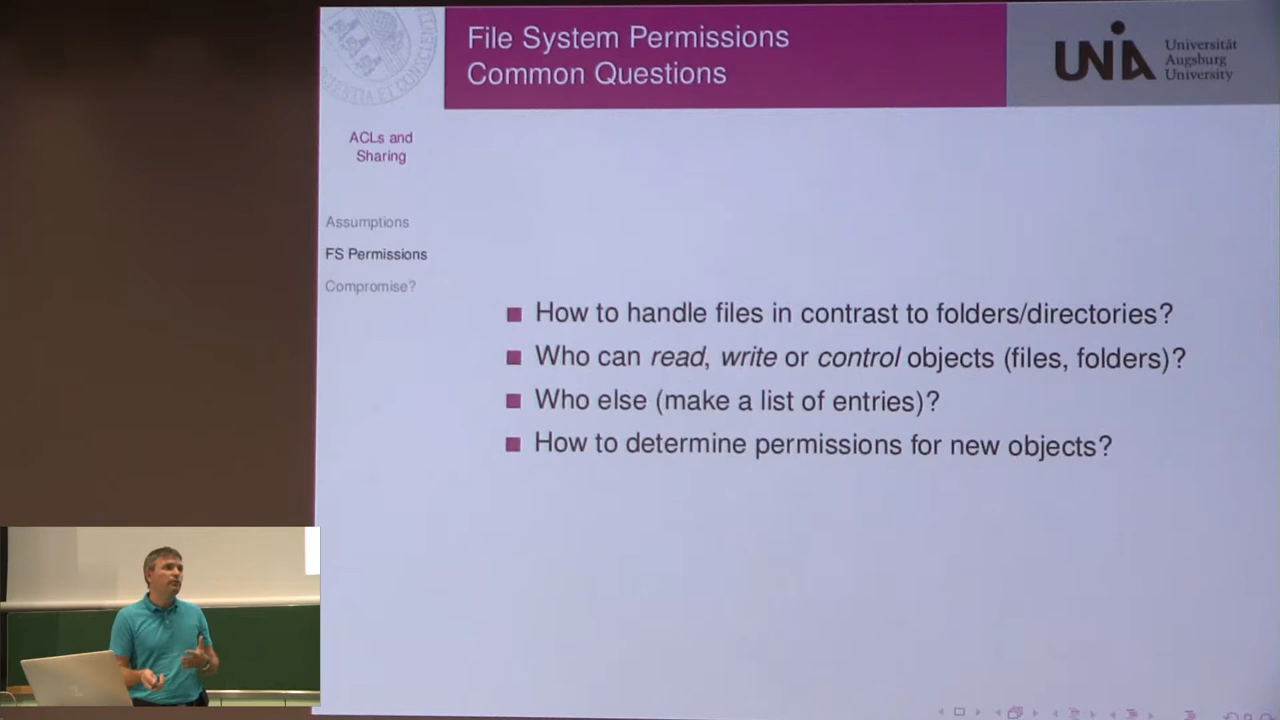 File System Permissions
Common Questions
UNIA
Universität
Augsburg
University
ACLs and
Sharing
Assumptions
FS Permissions
Compromise?
How to handle files in contrast to folders/directories?
Who can read, write or control objects (files, folders)?
Who else (make a list of entries)?
How to determine permissions for new objects?